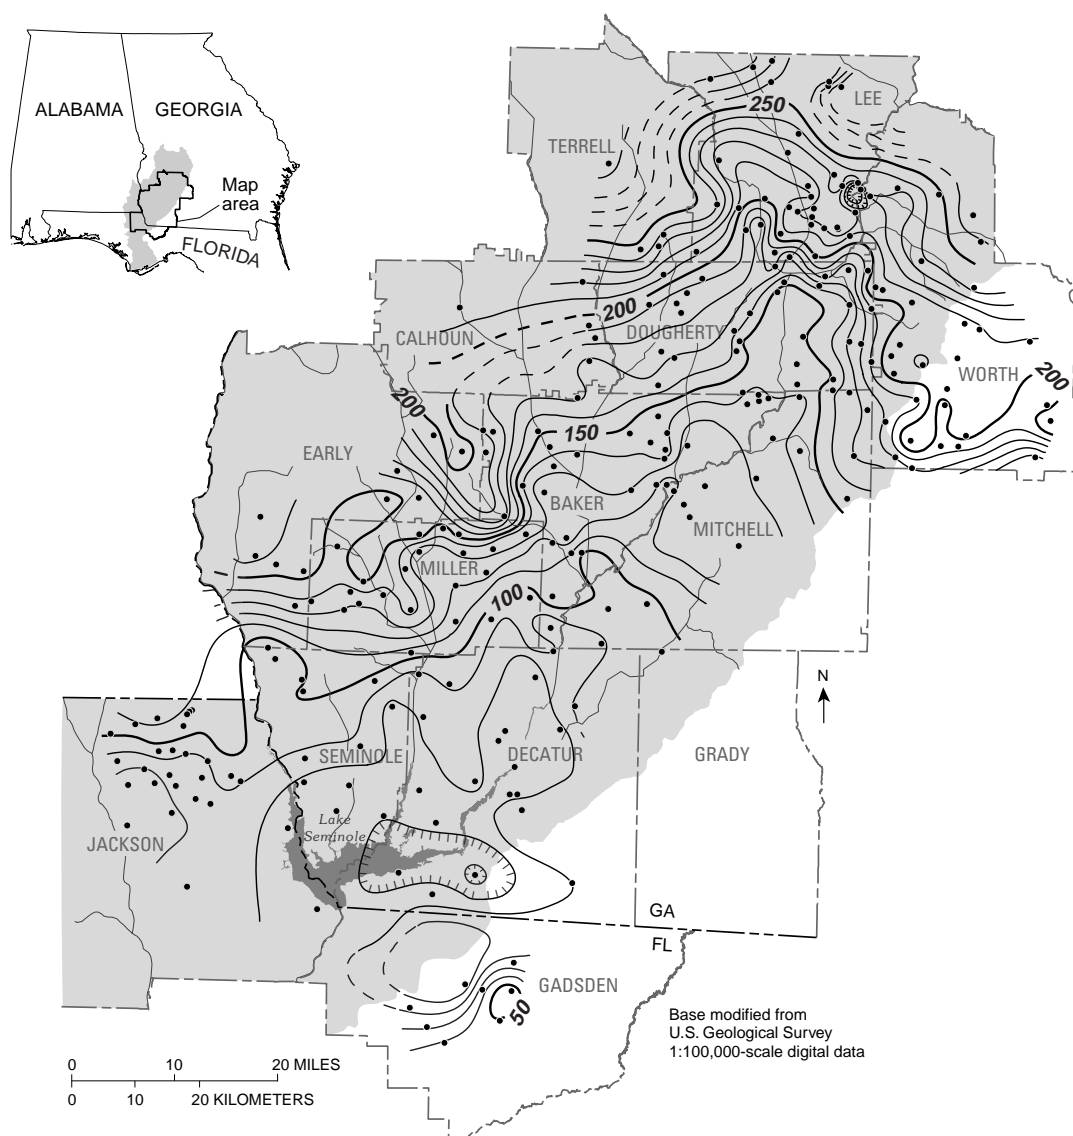 ALABAMA
GEORGIA
Map
area
FLORIDA
LEE
250
TERRELL
200
CALHOUN
DOUGHERTY
WORTH
200
200
150
EARLY
BAKER
MITCHELL
MILLER
100
N
SEMINOLE
DECATUR
GRADY
Lake
Seminole
JACKSON
GA
FL
GADSDEN
50
Base modified from
U.S. Geological Survey
1:100,000-scale digital data
0 10 20 MILES
0 10 20 KILOMETERS